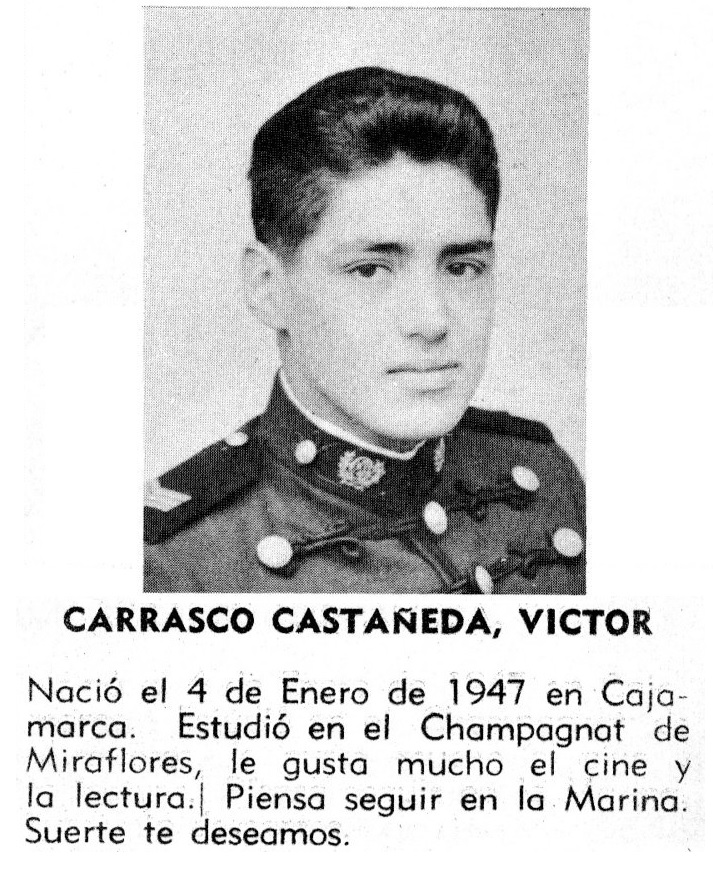 CARRASCO CASTAÑEDA, VICTOR
Nació el 4 de Enero de 1947 en Caja-
marca. Estudió en el Champagnat de
Miraflores, le gusta mucho el cine y
la lectura.| Piensa seguir en la Marina.
Suerte te deseamos.